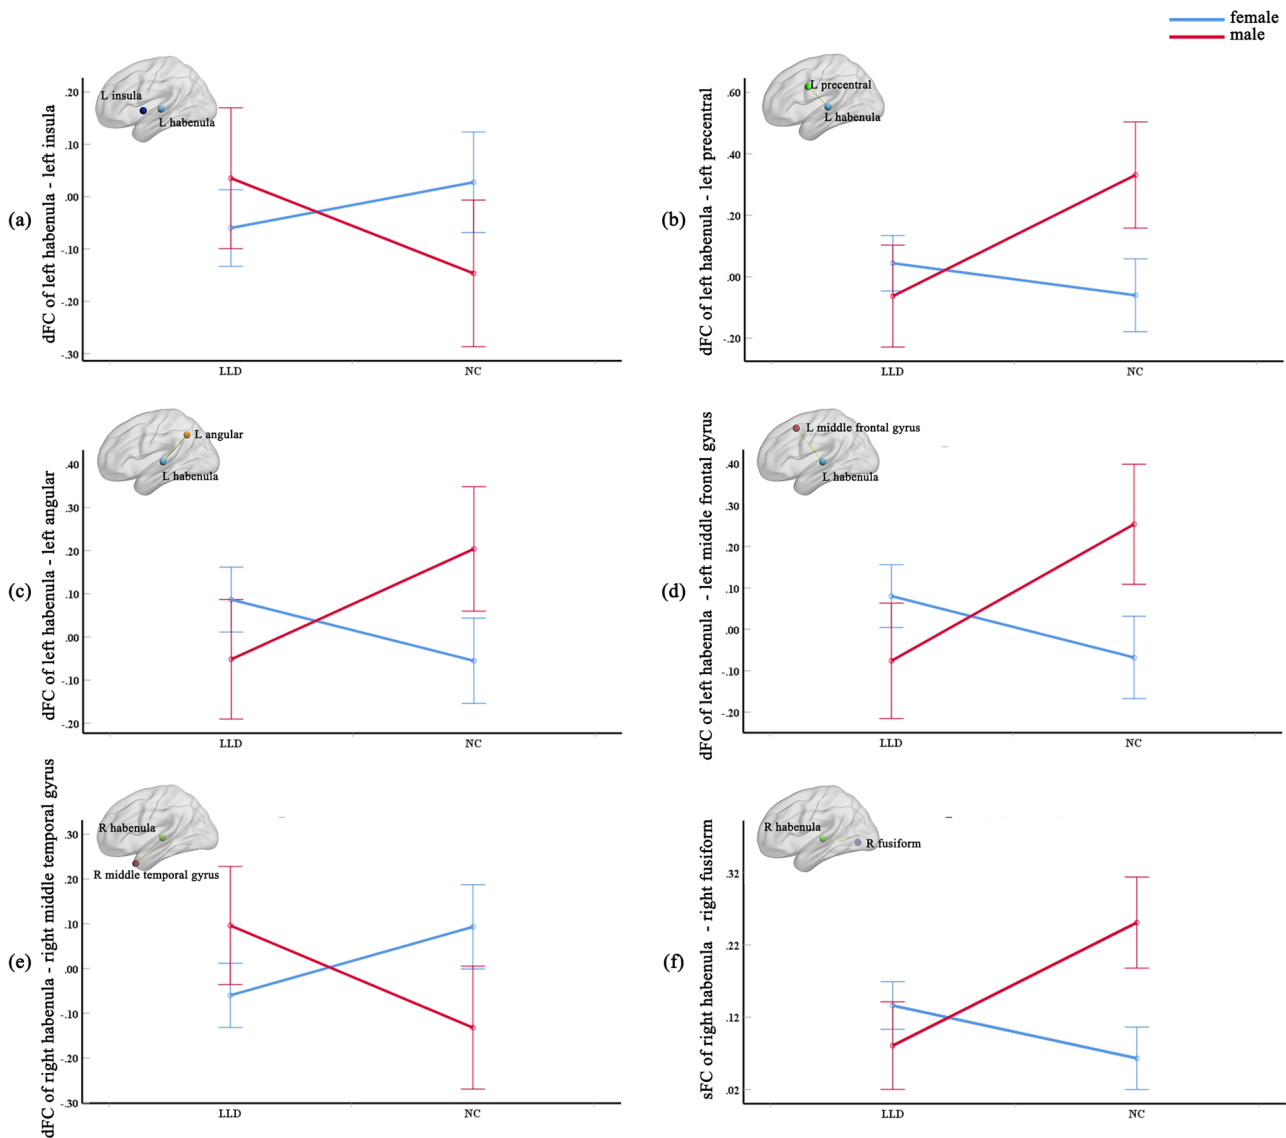 female
male
(a)
dFC of left habenula - left insula
L insula
L habenula
.20
.10
.00
-.10
-.20
-.30
LLD
NC
(b)
dFC of left habenula - left precentral
L precentral
L habenula
.60
.40
.20
.00
-.20
LLD
NC
(c)
dFC of left habenula - left angular
L angular
L habenula
.40
.30
.20
.10
.00
-.10
-.20
LLD
NC
(d)
dFC of left habenula - left middle frontal gyrus
L middle frontal gyrus
L habenula
.40
.30
.20
.10
.00
-.10
-.20
LLD
NC
(e)
dFC of right habenula - right middle temporal gyrus
R habenula
R middle temporal gyrus
.30
.20
.10
.00
-.10
-.20
-.30
LLD
NC
(f)
sFC of right habenula - right fusiform
R habenula
R fusiform
.32
.22
.12
.02
LLD
NC